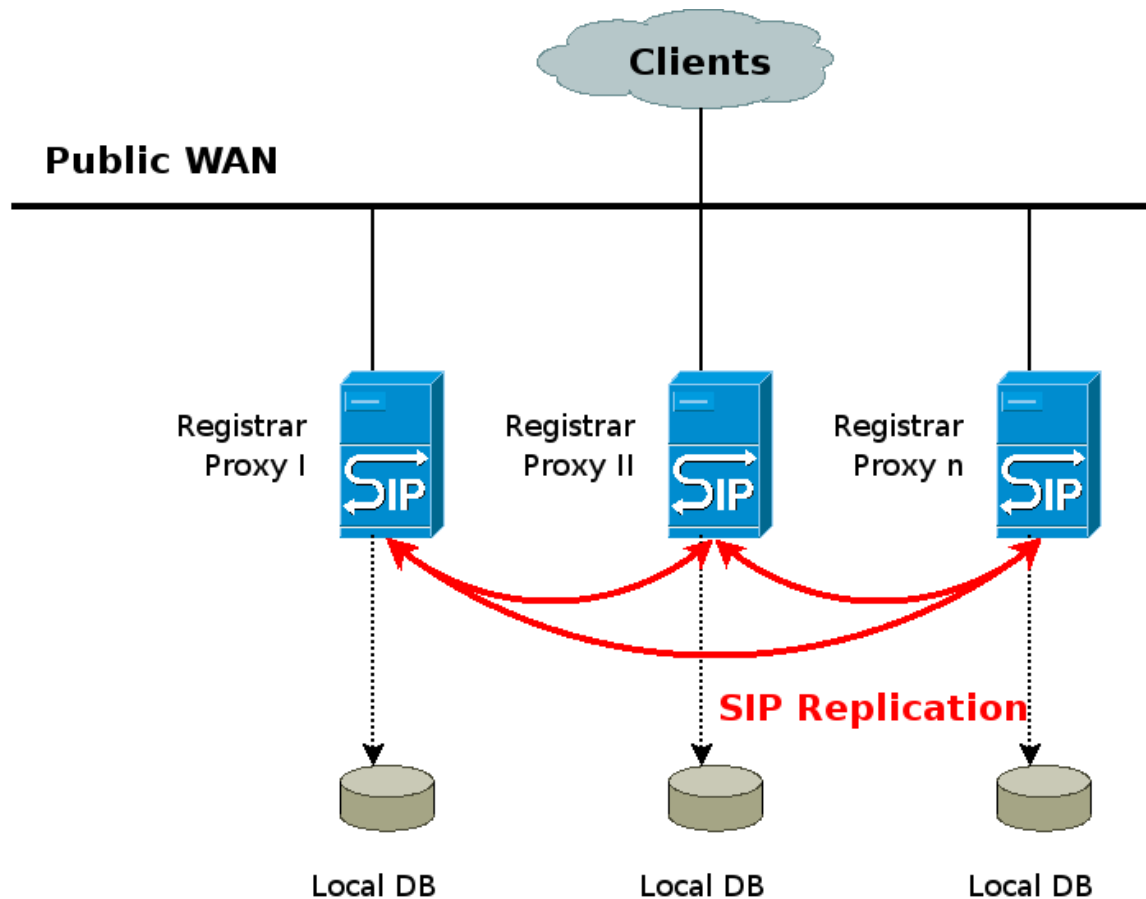 Clients
Public WAN
Registrar
Proxy I
Registrar
Proxy II
Registrar
Proxy n
SIP
SIP
SIP
SIP Replication
Local DB
Local DB
Local DB